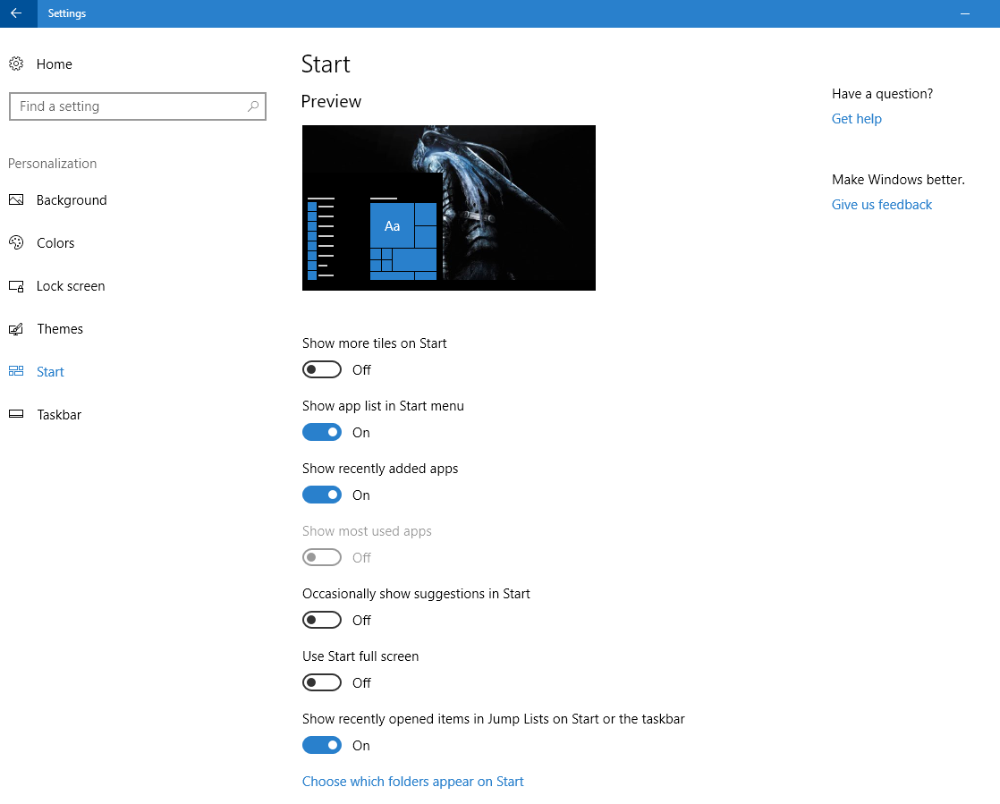 Settings
Home
Find a setting
Personalization
Background
Colors
Lock screen
Themes
Start
Taskbar
Start
Preview
Aa
Show more tiles on Start
Off
Show app list in Start menu
On
Show recently added apps
On
Show most used apps
Off
Occasionally show suggestions in Start
Off
Use Start full screen
Off
Show recently opened items in Jump Lists on Start or the taskbar
On
Choose which folders appear on Start
Have a question?
Get help
Make Windows better.
Give us feedback